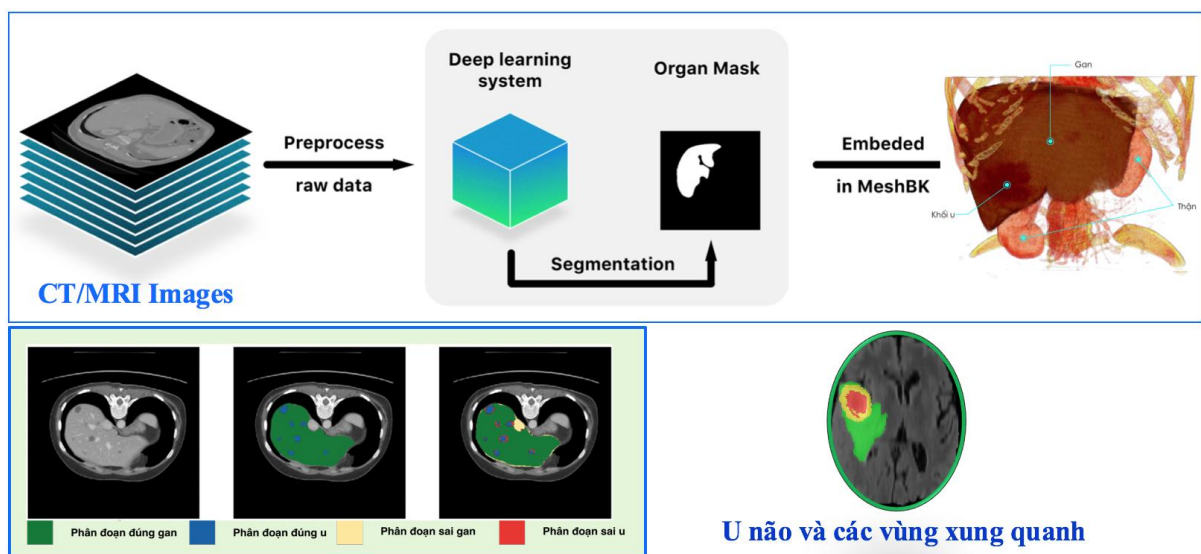 Deep learning
system
Organ Mask
Gan
Preprocess
raw data
Embeded
in MeshBK
Khối u
Thận
Segmentation
CT/MRI Images
Phân đoạn đúng gan
Phân đoạn đúng u
Phân đoạn sai gan
Phân đoạn sai u
U não và các vùng xung quanh